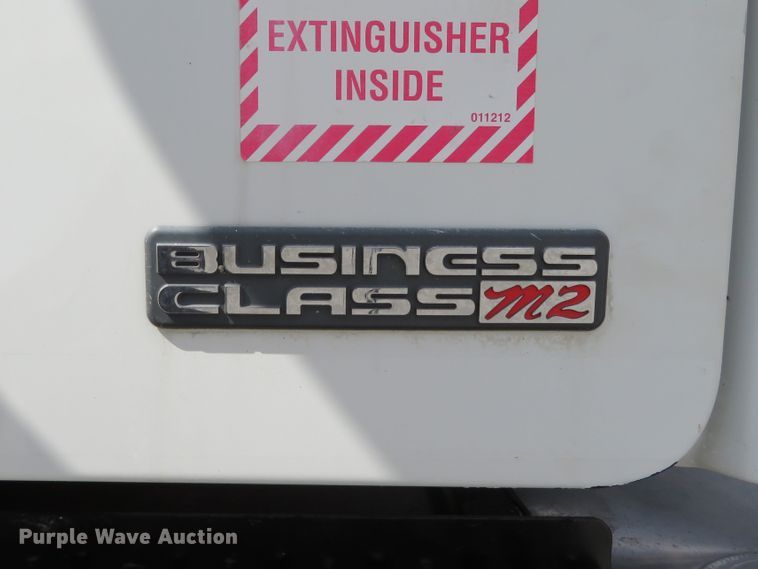 EXTINGUISHER
INSIDE
011212
BUSINESS
CLASS M2
Purple Wave Auction